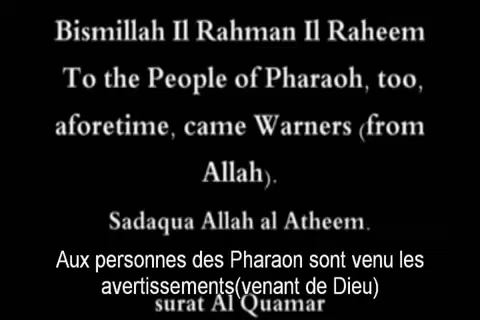 Bismillah Il Rahman Il Raheem
To the People of Pharaoh, too,
aforetime, came Warners (from
Allah).
Sadaqua Allah al Atheem.
Aux personnes des Pharaon sont venu les
avertissements(venant de Dieu)
surat Al Quamar